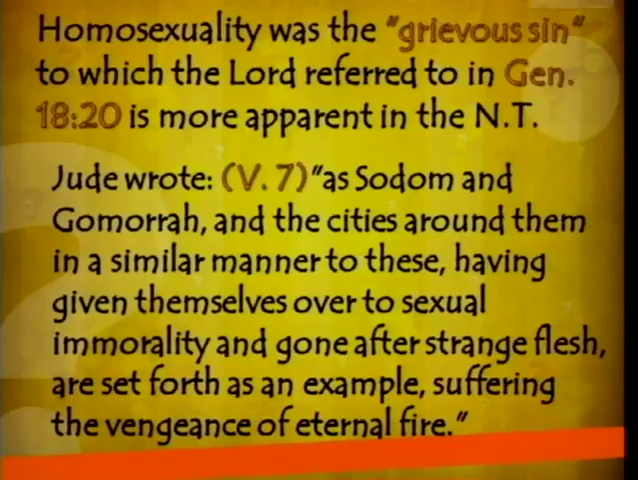 Homosexuality was the "grievous sin"
to which the Lord referred to in Gen.
18:20 is more apparent in the N.T.
Jude wrote: (V. 7)"as Sodom and
Gomorrah, and the cities around them
in a similar manner to these, having
given themselves over to sexual
immorality and gone after strange flesh,
are set forth as an example, suffering
the vengeance of eternal fire."